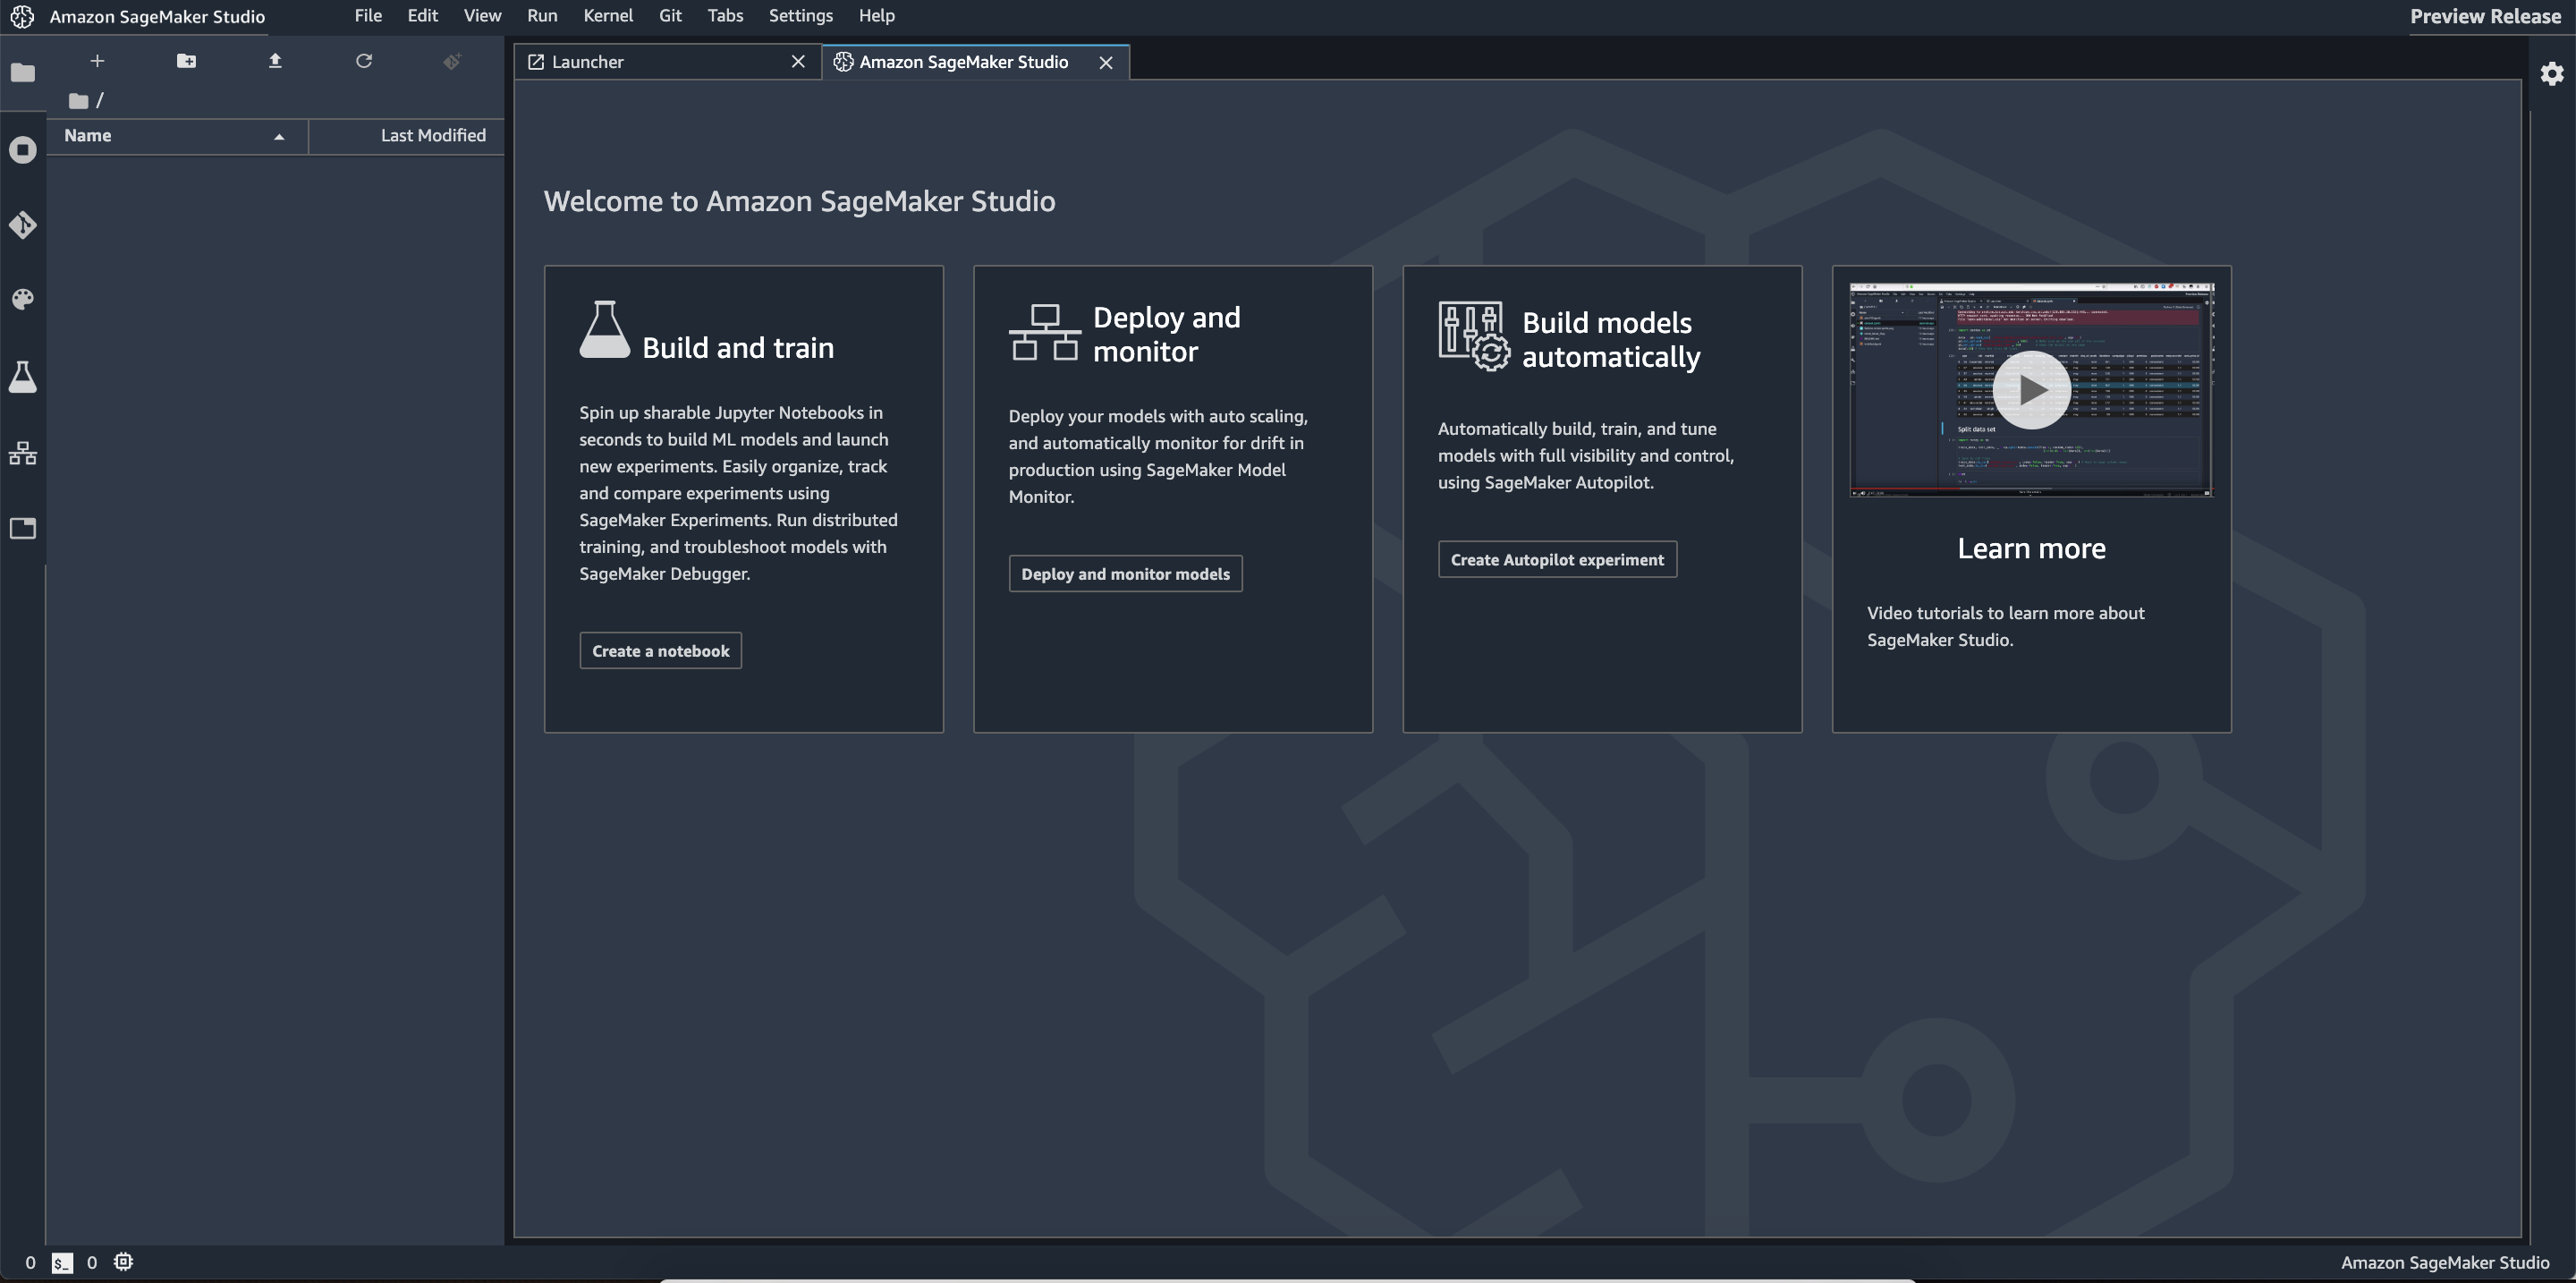 Amazon SageMaker Studio
File Edit View Run Kernel Git Tabs Settings Help
Preview Release
Launcher
Amazon SageMaker Studio
/
Name
Last Modified
Welcome to Amazon SageMaker Studio
Build and train
Spin up sharable Jupyter Notebooks in
seconds to build ML models and launch
new experiments. Easily organize, track
and compare experiments using
SageMaker Experiments. Run distributed
training, and troubleshoot models with
SageMaker Debugger.
Create a notebook
Deploy and
monitor
Deploy your models with auto scaling,
and automatically monitor for drift in
production using SageMaker Model
Monitor.
Deploy and monitor models
Build models
automatically
Automatically build, train, and tune
models with full visibility and control,
using SageMaker Autopilot.
Create Autopilot experiment
Split data set
Learn more
Video tutorials to learn more about
SageMaker Studio.
0 $_ 0
Amazon SageMaker Studio